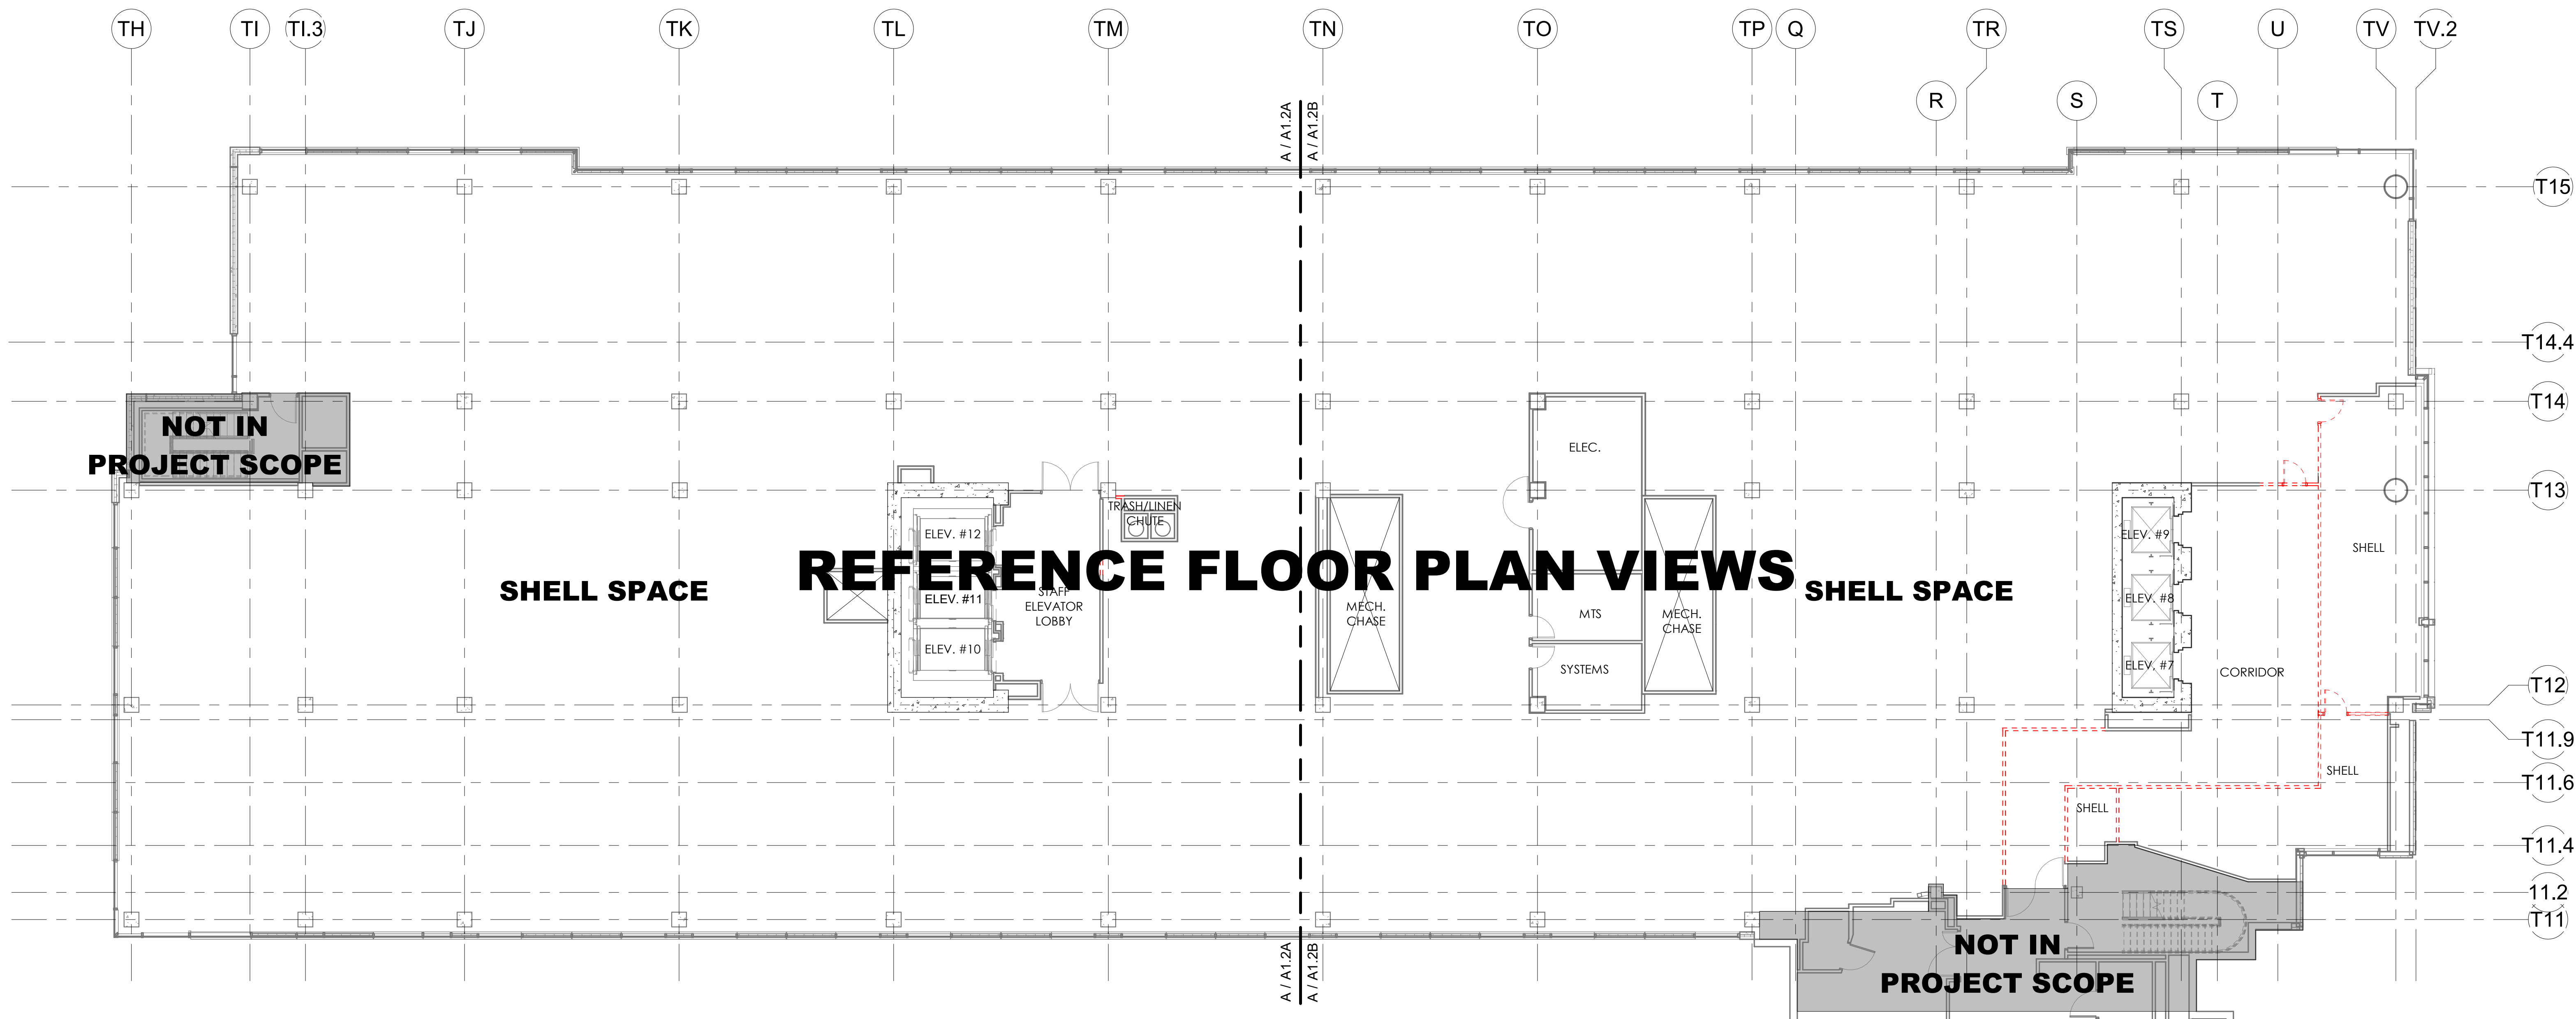 TH TI TI.3 TJ TK TL TM TN TO TP Q TR TS U TV TV.2
R S T
A / A1.2A
A / A1.2B
T15
T14.4
T14
NOT IN
PROJECT SCOPE
ELEC.
T13
TRASH/LINEN
CHUTE
ELEV. #12
ELEV. #9
SHELL
REFERENCE FLOOR PLAN VIEWS
SHELL SPACE
SHELL SPACE
ELEV. #11
STAFF
ELEVATOR
LOBBY
MECH.
CHASE
MTS
MECH.
CHASE
ELEV. #8
ELEV. #10
SYSTEMS
ELEV. #7
CORRIDOR
T12
T11.9
SHELL
T11.6
SHELL
T11.4
11.2
T11
NOT IN
PROJECT SCOPE
A / A1.2A
A / A1.2B